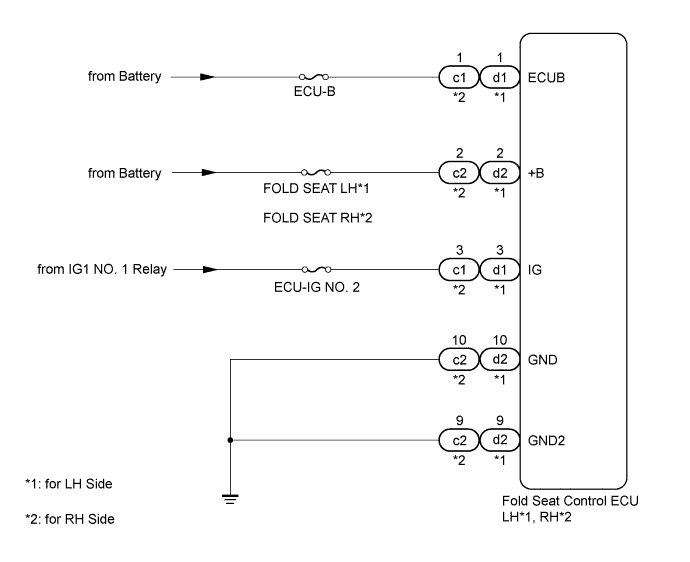 1 1
from Battery c1 d1 ECUB
ECU-B *2 *1
2 2
from Battery c2 d2 +B
FOLD SEAT LH*1 *2 *1
FOLD SEAT RH*2
3 3
from IG1 NO. 1 Relay c1 d1 IG
ECU-IG NO. 2 *2 *1
10 10
c2 d2 GND
*2 *1
9 9
c2 d2 GND2
*2 *1
*1: for LH Side
Fold Seat Control ECU
LH*1, RH*2
*2: for RH Side